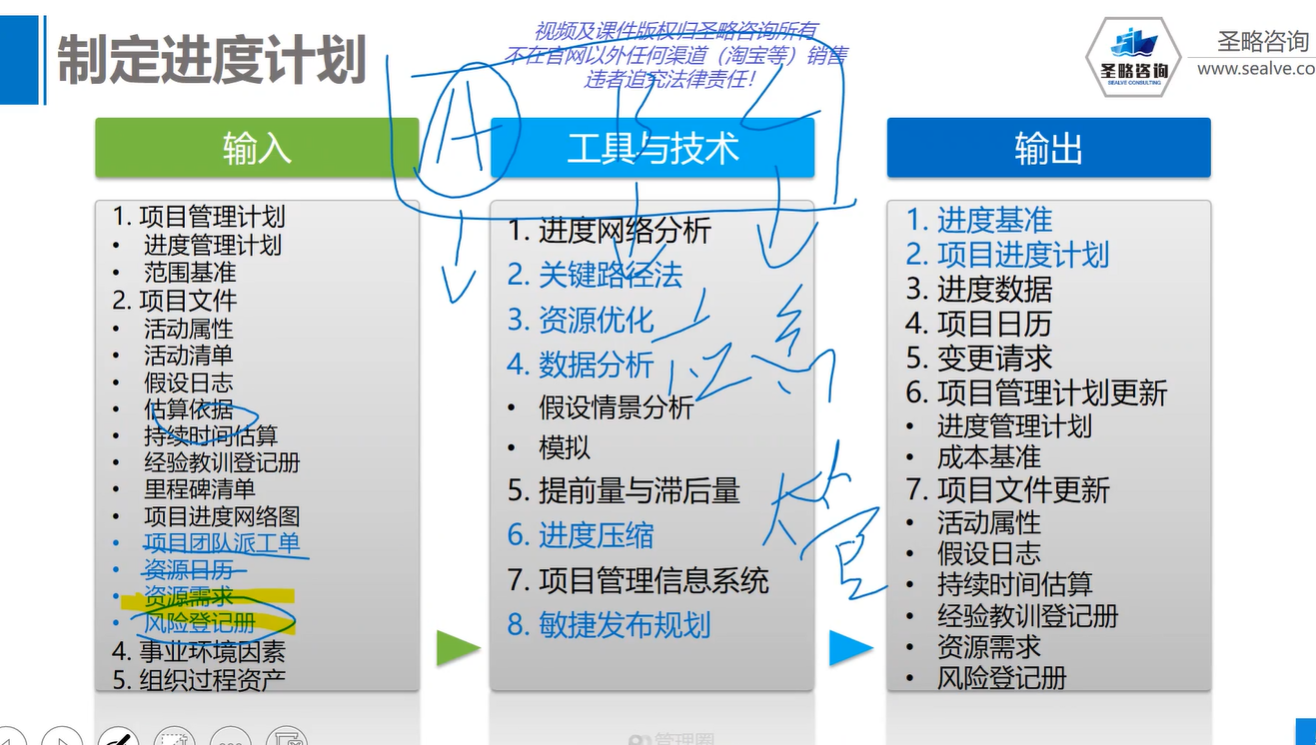 制定进度计划
视频及课件版权归圣略咨询所有
不在官网以外任何渠道（淘宝等）销售
违者追究法律责任！
圣略咨询
SEALVE CONSULTING
圣略咨询
www.sealve.co
A B C
输入
1. 项目管理计划
• 进度管理计划
• 范围基准
2. 项目文件
• 活动属性
• 活动清单
• 假设日志
• 估算依据
• 持续时间估算
• 经验教训登记册
• 里程碑清单
• 项目进度网络图
• 项目团队派工单
• 资源日历
• 资源需求
• 风险登记册
4. 事业环境因素
5. 组织过程资产
工具与技术
1. 进度网络分析
2. 关键路径法
3. 资源优化
4. 数据分析
• 假设情景分析
• 模拟
5. 提前量与滞后量
6. 进度压缩
7. 项目管理信息系统
8. 敏捷发布规划
管
输出
1. 进度基准
2. 项目进度计划
3. 进度数据
4. 项目日历
5. 变更请求
6. 项目管理计划更新
• 进度管理计划
• 成本基准
7. 项目文件更新
• 活动属性
• 假设日志
• 持续时间估算
• 经验教训登记册
• 资源需求
• 风险登记册
管理圈